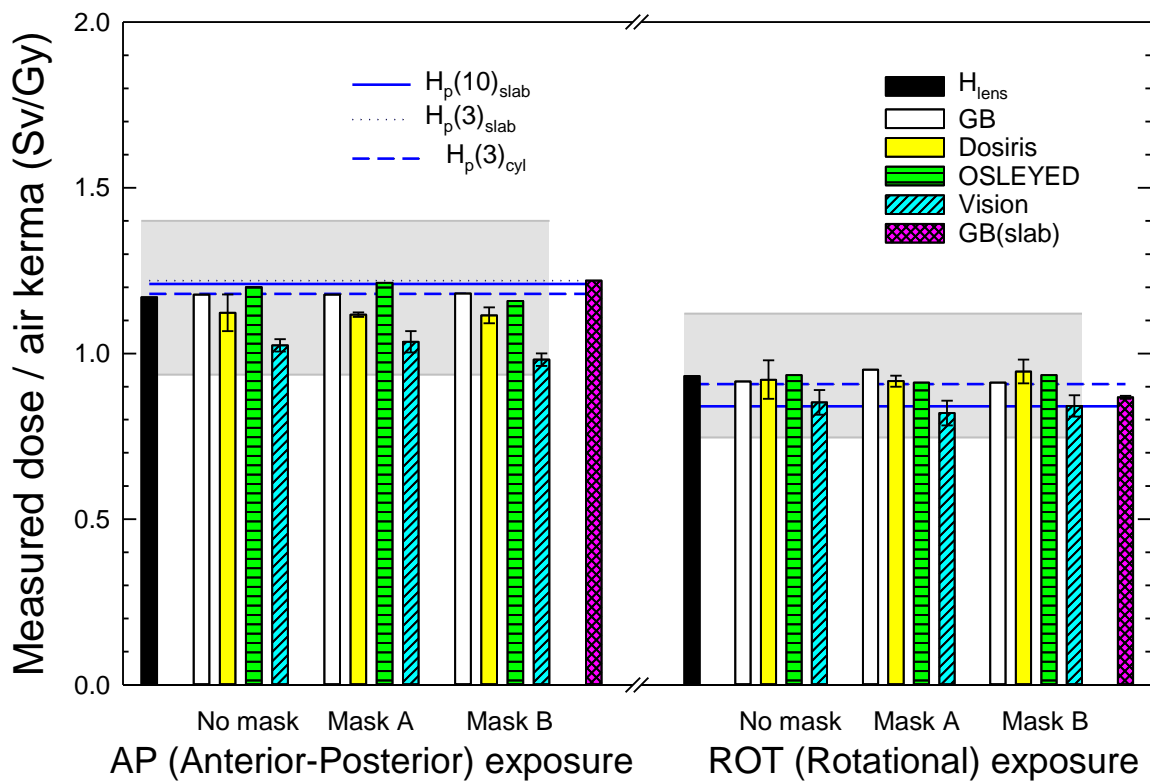 Measured dose / air kerma (Sv/Gy)
2.0
1.5
1.0
0.5
0.0
Hp(10)slab
Hp(3)slab
Hp(3)cyl
Hlens
GB
Dosiris
OSLEYED
Vision
GB(slab)
No mask Mask A Mask B
No mask Mask A Mask B
AP (Anterior-Posterior) exposure
ROT (Rotational) exposure